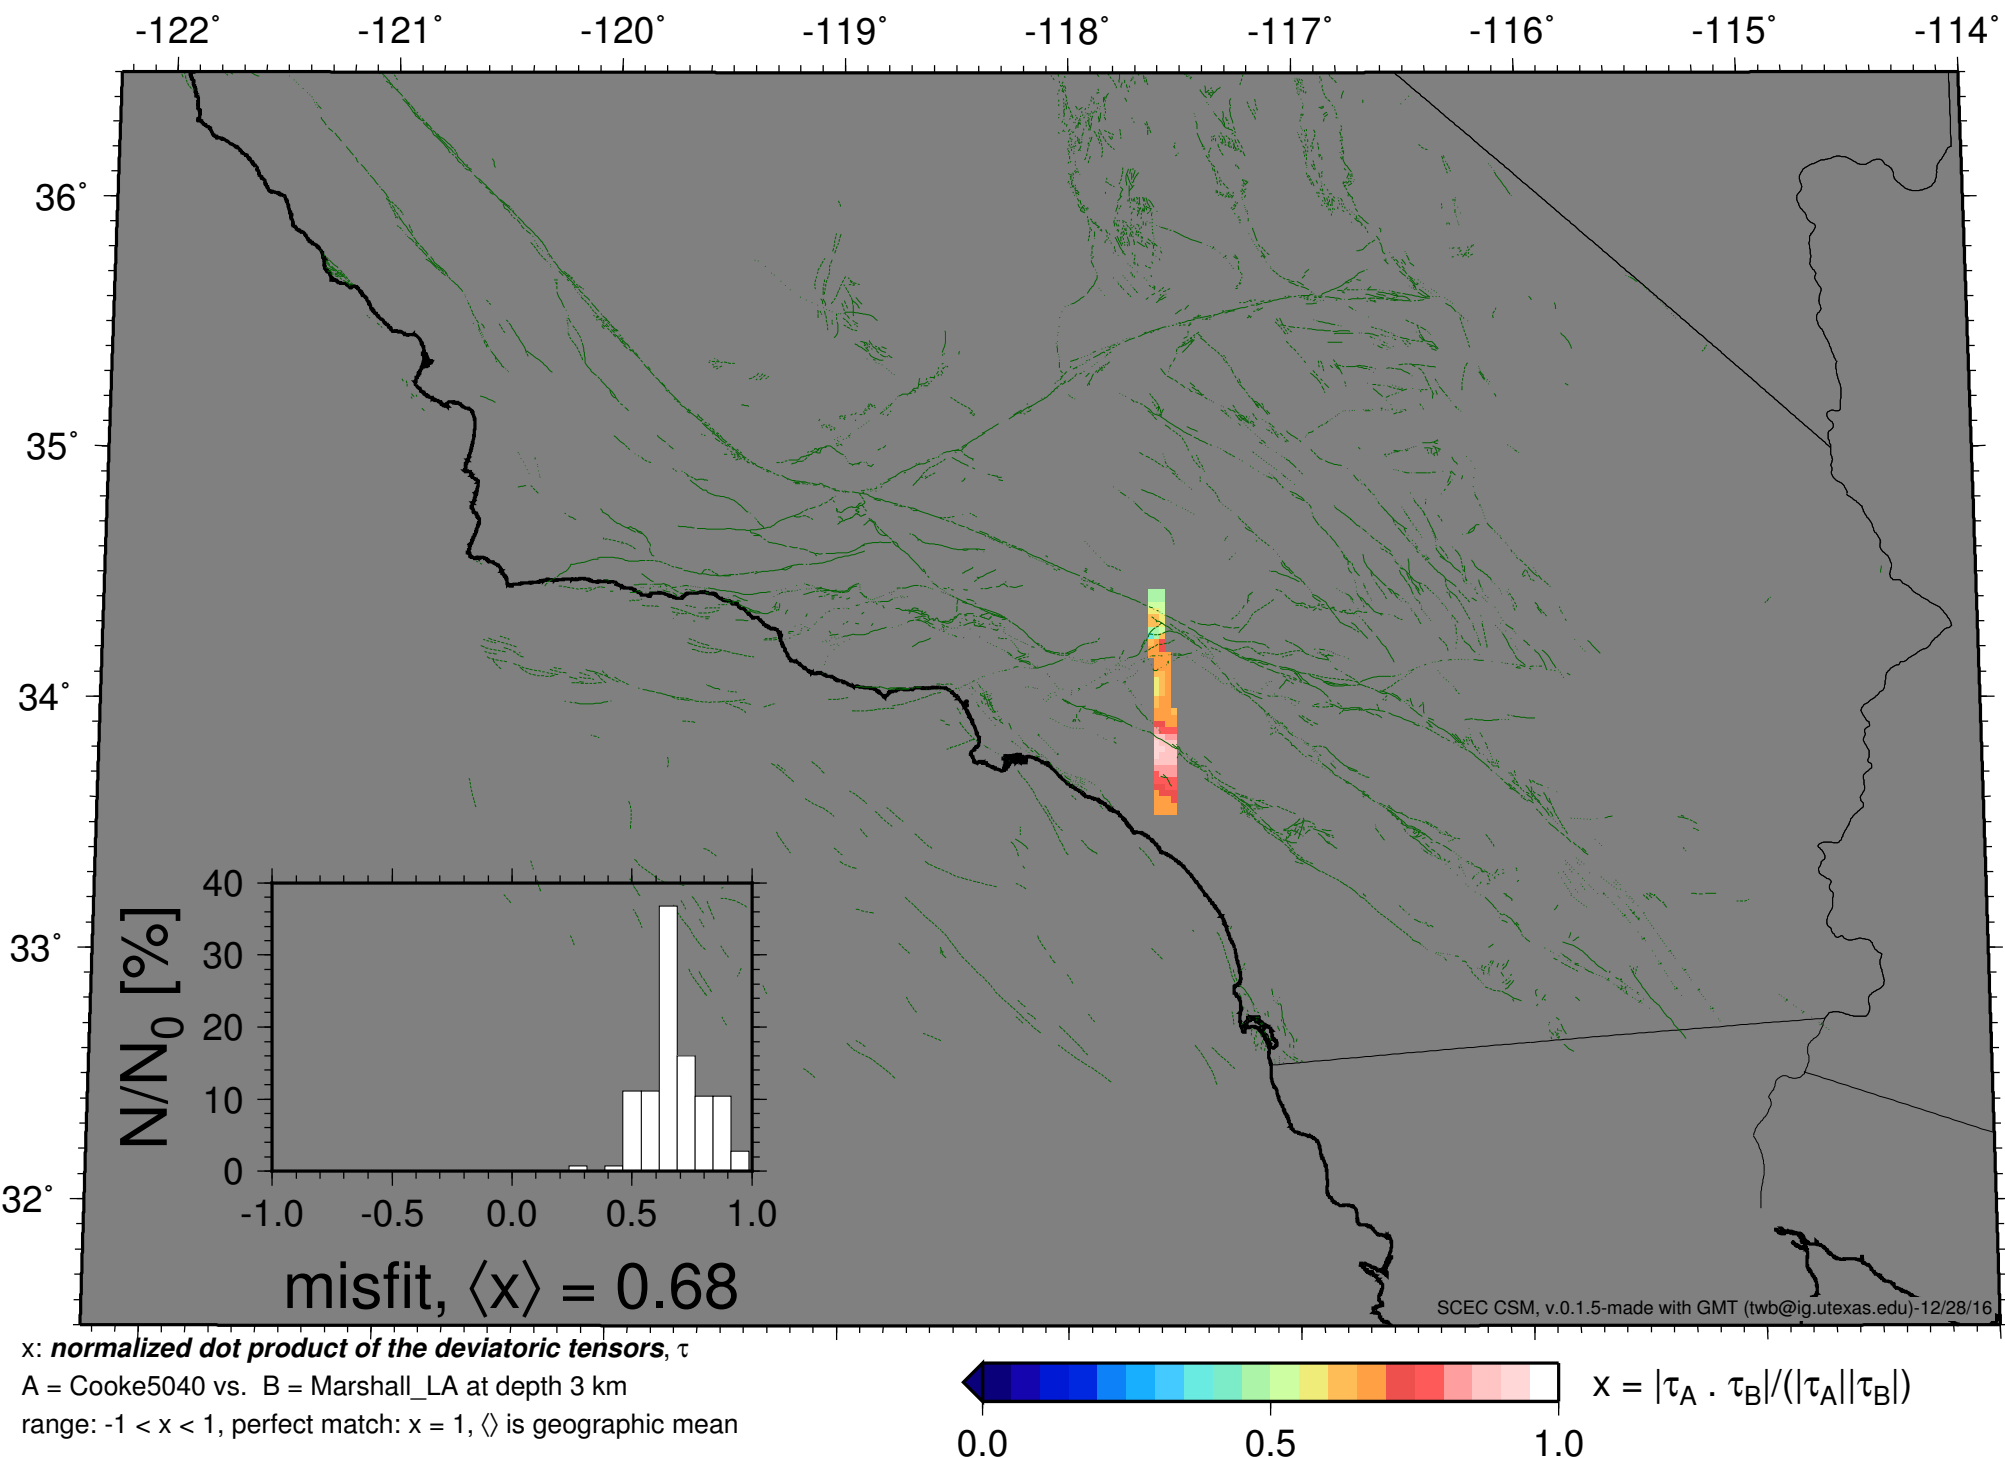 -122˚ -121˚ -120˚ -119˚ -118˚ -117˚ -116˚ -115˚ -114˚
36˚
35˚
34˚
33˚
32˚
N/N0 [%]
40
30
20
10
0
-1.0 -0.5 0.0 0.5 1.0
misfit, ⟨x⟩ = 0.68
SCEC CSM, v.0.1.5-made with GMT (twb@ig.utexas.edu)-12/28/16
x: normalized dot product of the deviatoric tensors, τ
A = Cooke5040 vs. B = Marshall_LA at depth 3 km
range: -1 < x < 1, perfect match: x = 1, ⟨⟩ is geographic mean
0.0 0.5 1.0
x = |τA . τB|/(|τA||τB|)